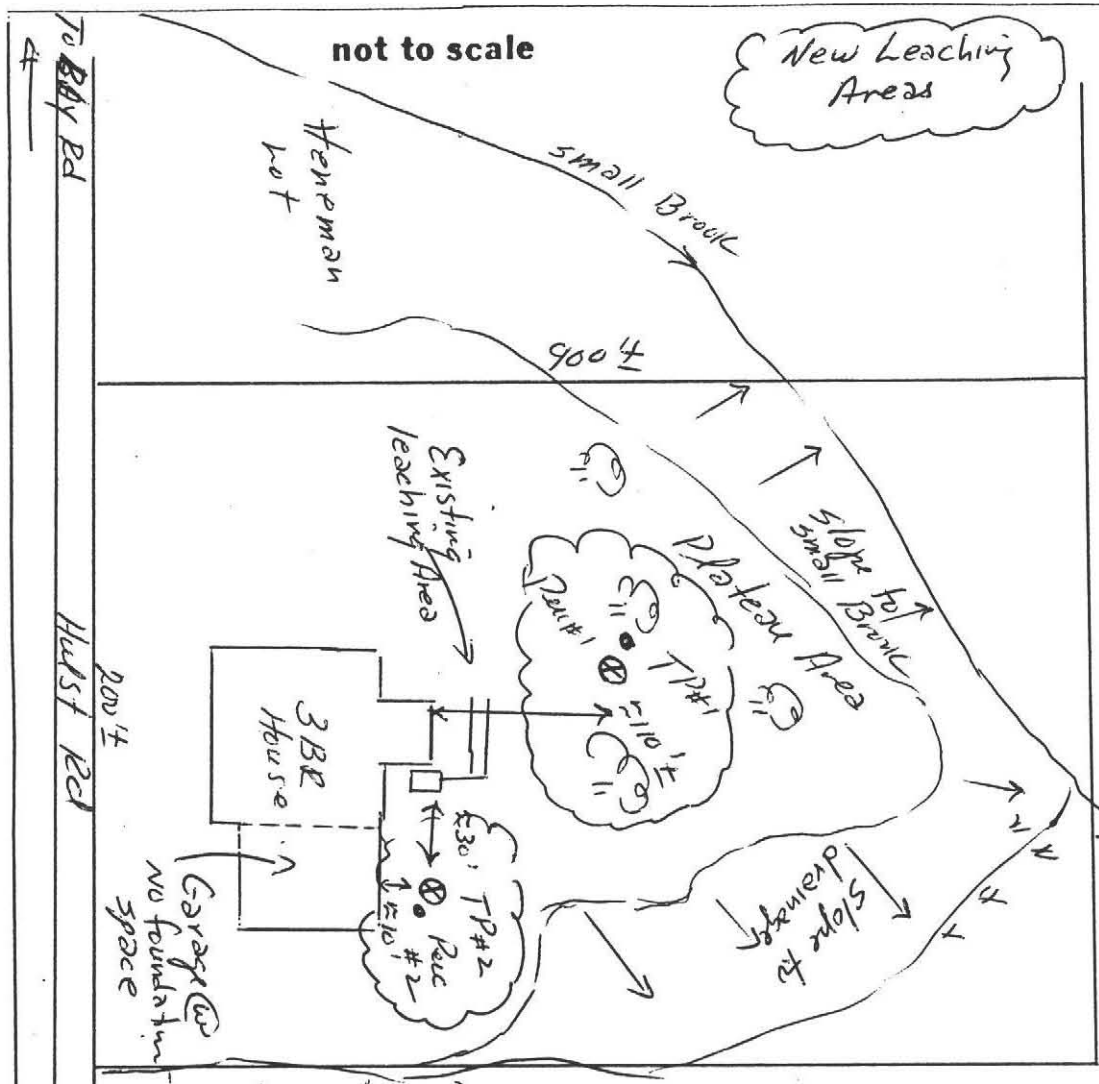 not to scale
New Leaching
Areas
To Bay Rd
Heneman
Lot
small Brook
900'±
Existing
leaching Area
Plateau Area
slope to
small Brook
Perc#1
TP#1
≈110'±
3BR
House
200'±
Hulst Rd
≈30'
TP#2
Perc
#2
≈10'
slope to
drainage
Garage @
no foundation
space